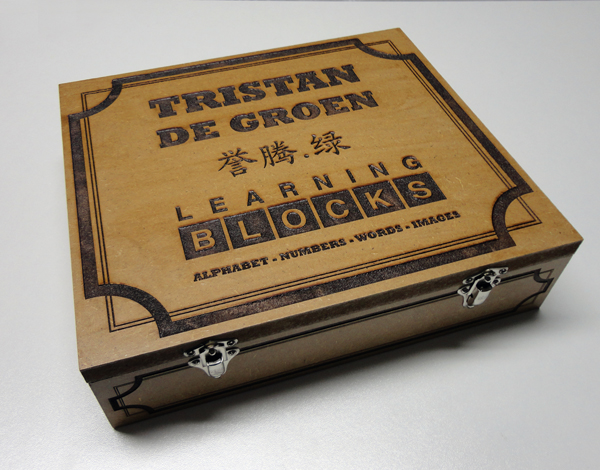 TRISTAN
DE GROEN
誉腾.绿
LEARNING
BLOCKS
ALPHABET - NUMBERS - WORDS - IMAGES